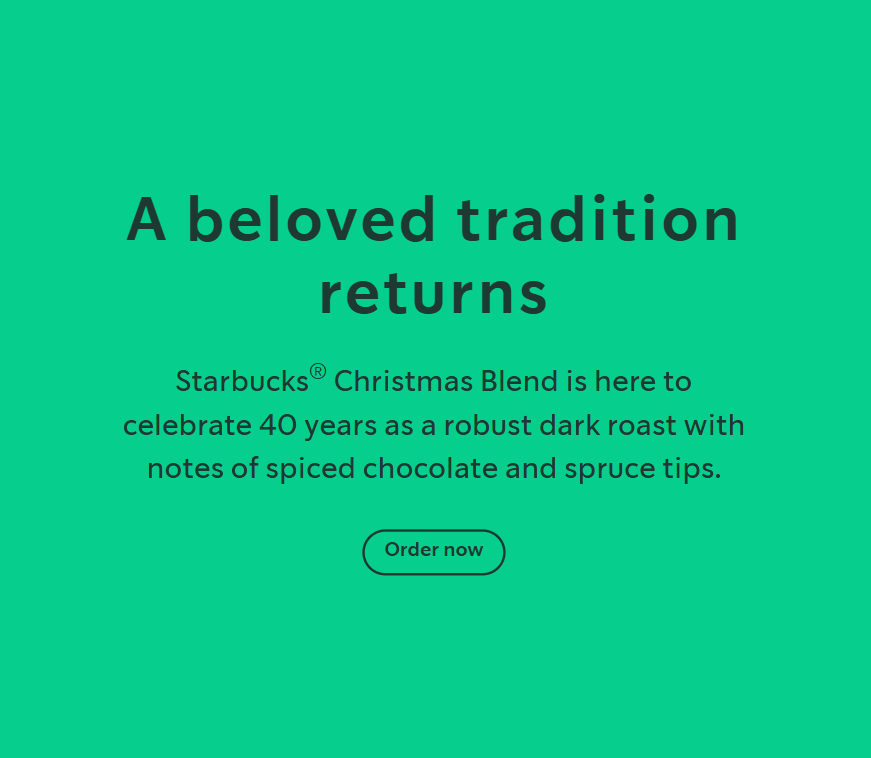 A beloved tradition
returns
Starbucks® Christmas Blend is here to
celebrate 40 years as a robust dark roast with
notes of spiced chocolate and spruce tips.
Order now